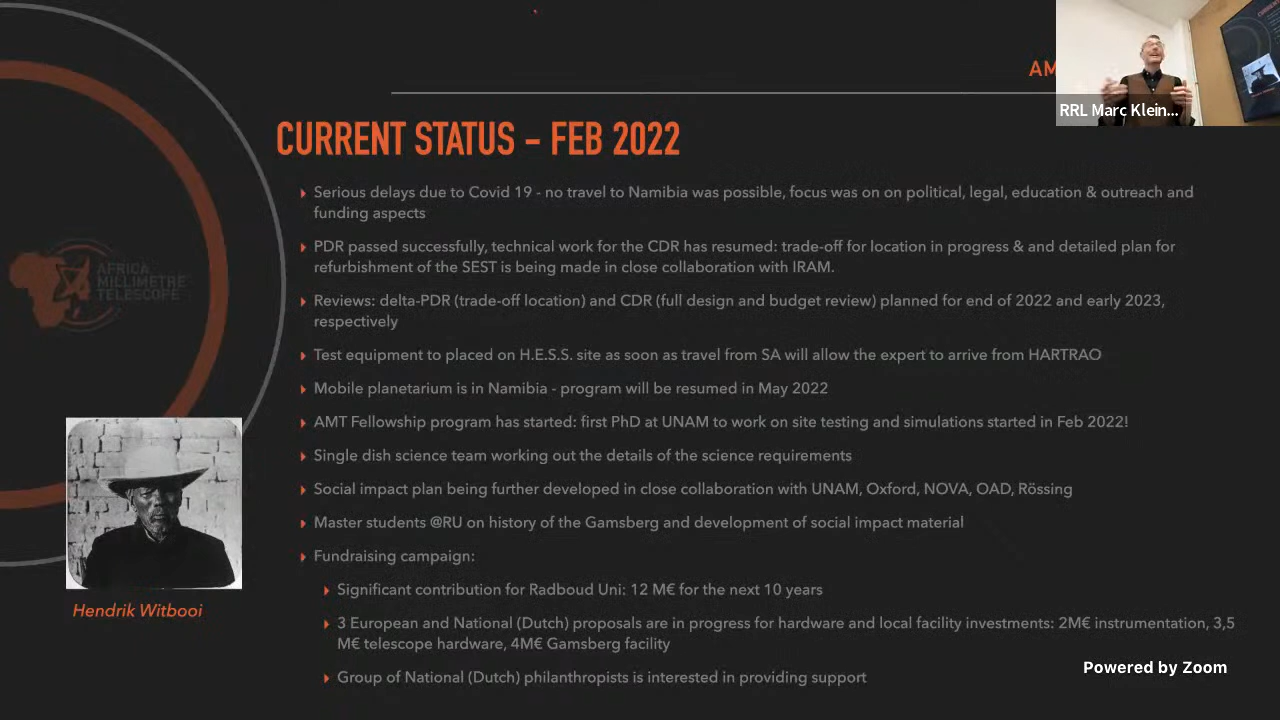 AM
RRL Marc Klein...
CURRENT STATUS - FEB 2022
Serious delays due to Covid 19 - no travel to Namibia was possible, focus was on on political, legal, education & outreach and
funding aspects
PDR passed successfully, technical work for the CDR has resumed: trade-off for location in progress & and detailed plan for
refurbishment of the SEST is being made in close collaboration with IRAM.
Reviews: delta-PDR (trade-off location) and CDR (full design and budget review) planned for end of 2022 and early 2023,
respectively
AFRICA
MILLIMETRE
TELESCOPE
Test equipment to placed on H.E.S.S. site as soon as travel from SA will allow the expert to arrive from HARTRAO
Mobile planetarium is in Namibia - program will be resumed in May 2022
AMT Fellowship program has started: first PhD at UNAM to work on site testing and simulations started in Feb 2022!
Single dish science team working out the details of the science requirements
Social impact plan being further developed in close collaboration with UNAM, Oxford, NOVA, OAD, Rössing
Master students @RU on history of the Gamsberg and development of social impact material
Fundraising campaign:
Significant contribution for Radboud Uni: 12 M€ for the next 10 years
3 European and National (Dutch) proposals are in progress for hardware and local facility investments: 2M€ instrumentation, 3,5
M€ telescope hardware, 4M€ Gamsberg facility
Group of National (Dutch) philanthropists is interested in providing support
Hendrik Witbooi
Powered by Zoom